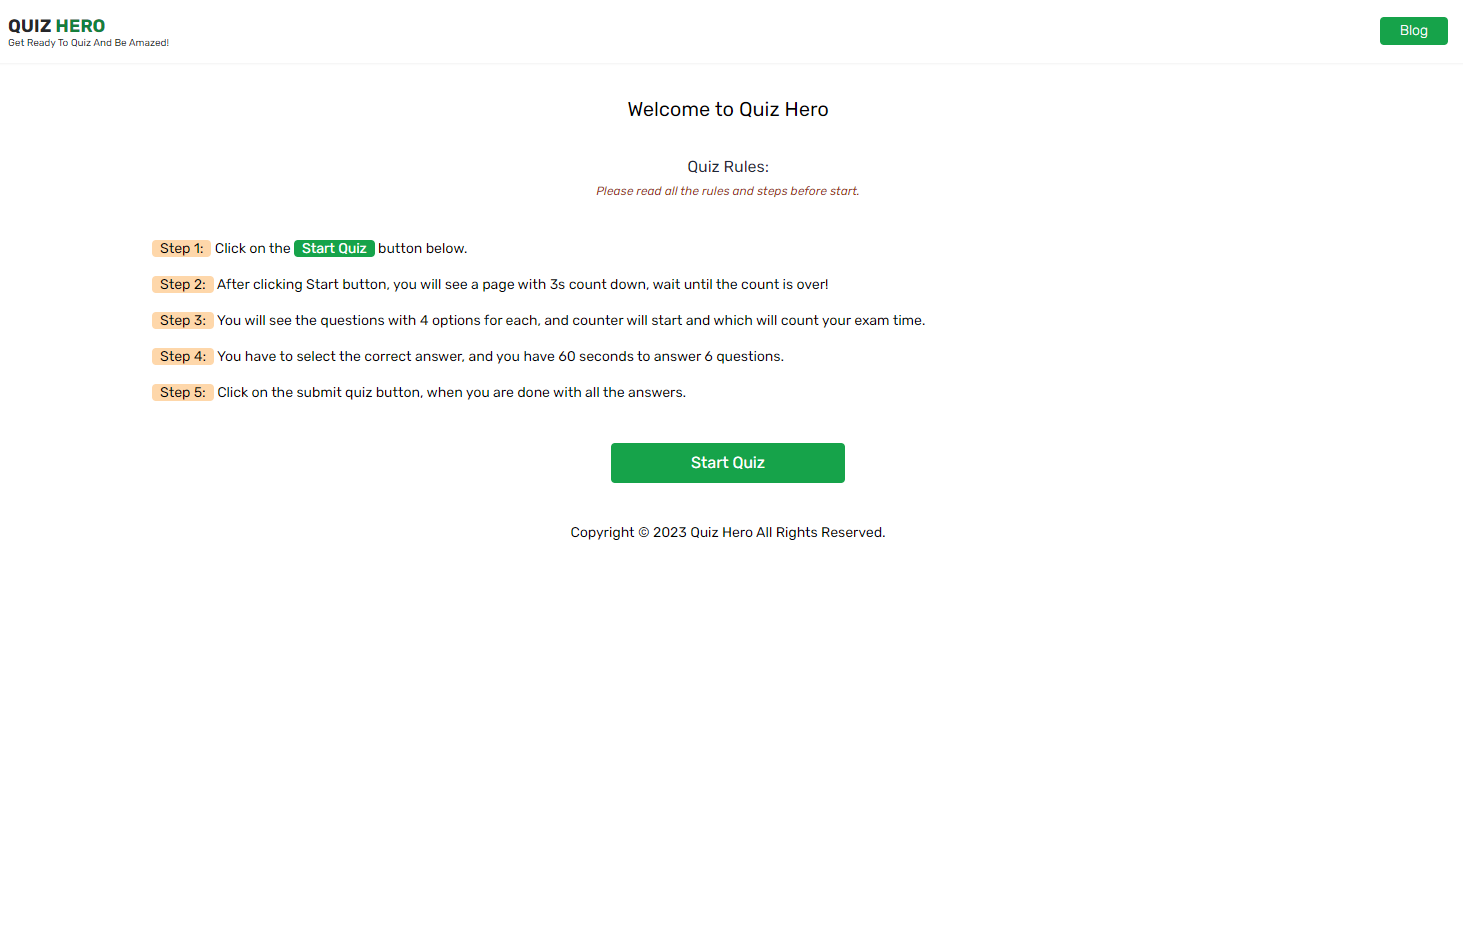 QUIZ HERO
Get Ready To Quiz And Be Amazed!
Blog
Welcome to Quiz Hero
Quiz Rules:
Please read all the rules and steps before start.
Step 1: Click on the Start Quiz button below.
Step 2: After clicking Start button, you will see a page with 3s count down, wait until the count is over!
Step 3: You will see the questions with 4 options for each, and counter will start and which will count your exam time.
Step 4: You have to select the correct answer, and you have 60 seconds to answer 6 questions.
Step 5: Click on the submit quiz button, when you are done with all the answers.
Start Quiz
Copyright © 2023 Quiz Hero All Rights Reserved.